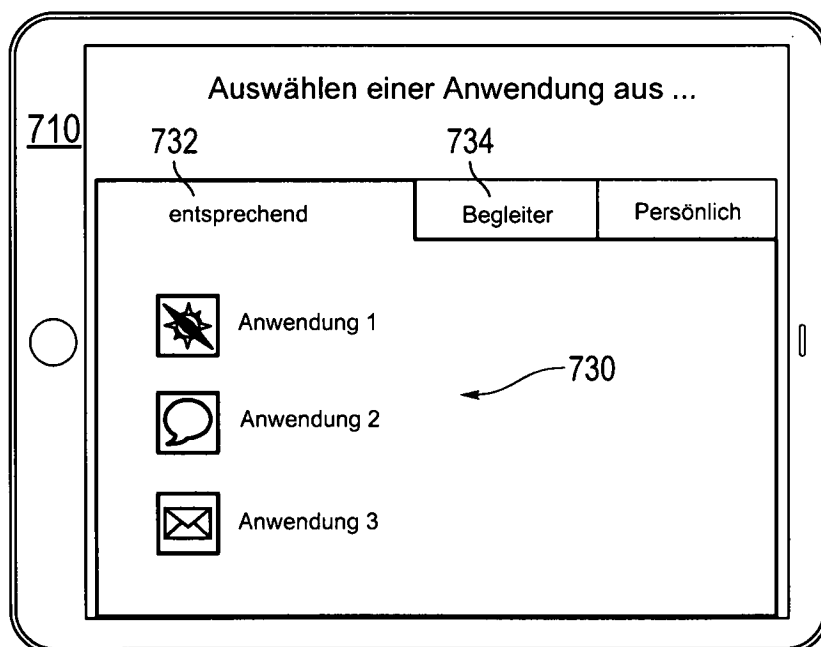 Auswählen einer Anwendung aus ...
710
732
734
entsprechend
Begleiter
Persönlich
Anwendung 1
730
Anwendung 2
Anwendung 3